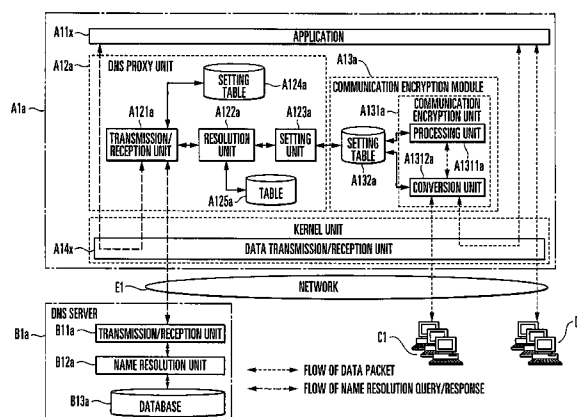 A11x
APPLICATION
A12a
DNS PROXY UNIT
A13a
SETTING TABLE
A124a
COMMUNICATION ENCRYPTION MODULE
A1a
A121a
A122a
A123a
A131a
COMMUNICATION ENCRYPTION UNIT
TRANSMISSION/RECEPTION UNIT
RESOLUTION UNIT
SETTING UNIT
SETTING TABLE
A132a
PROCESSING UNIT
A1312a
A1311a
CONVERSION UNIT
A125a
TABLE
KERNEL UNIT
A14x
DATA TRANSMISSION/RECEPTION UNIT
E1
NETWORK
DNS SERVER
B1a
B11a
TRANSMISSION/RECEPTION UNIT
B12a
NAME RESOLUTION UNIT
B13a
DATABASE
C1
FLOW OF DATA PACKET
FLOW OF NAME RESOLUTION QUERY/RESPONSE